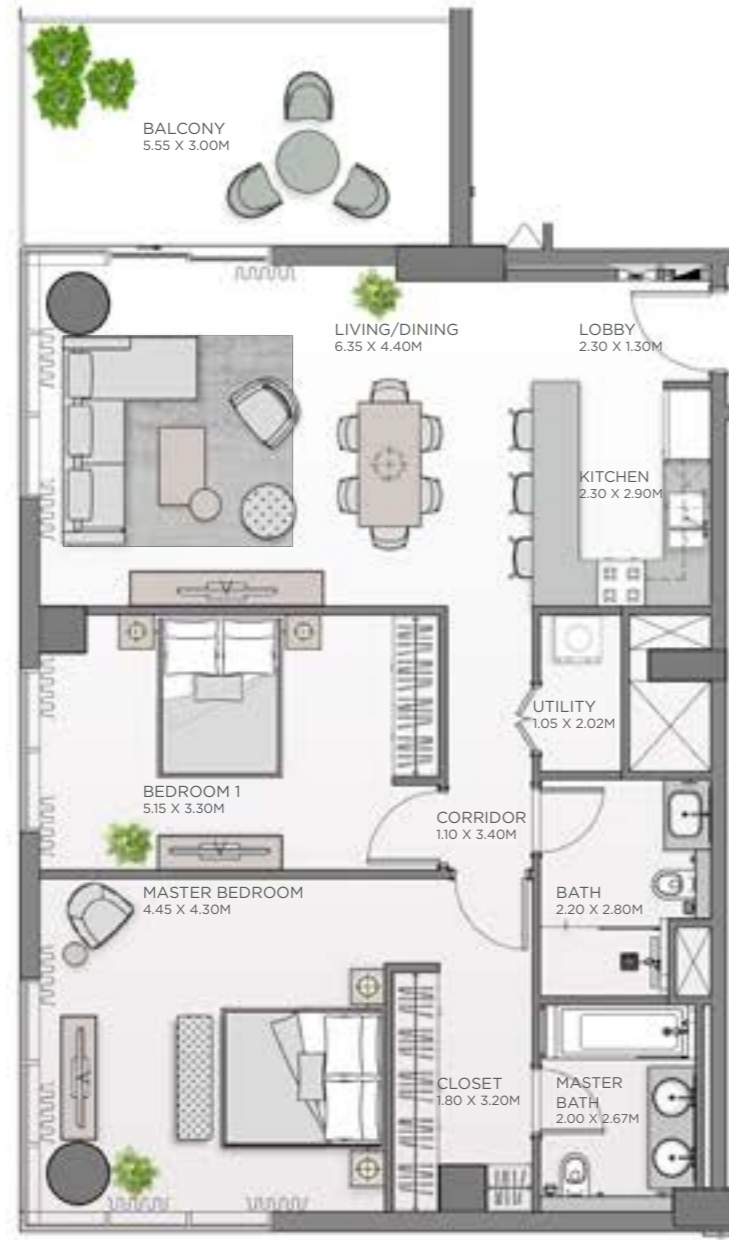 BALCONY
5.55 X 3.00M
LIVING/DINING
6.35 X 4.40M
LOBBY
2.30 X 1.30M
KITCHEN
2.30 X 2.90M
UTILITY
1.05 X 2.02M
BEDROOM 1
5.15 X 3.30M
CORRIDOR
1.10 X 3.40M
MASTER BEDROOM
4.45 X 4.30M
BATH
2.20 X 2.80M
CLOSET
1.80 X 3.20M
MASTER
BATH
2.00 X 2.67M